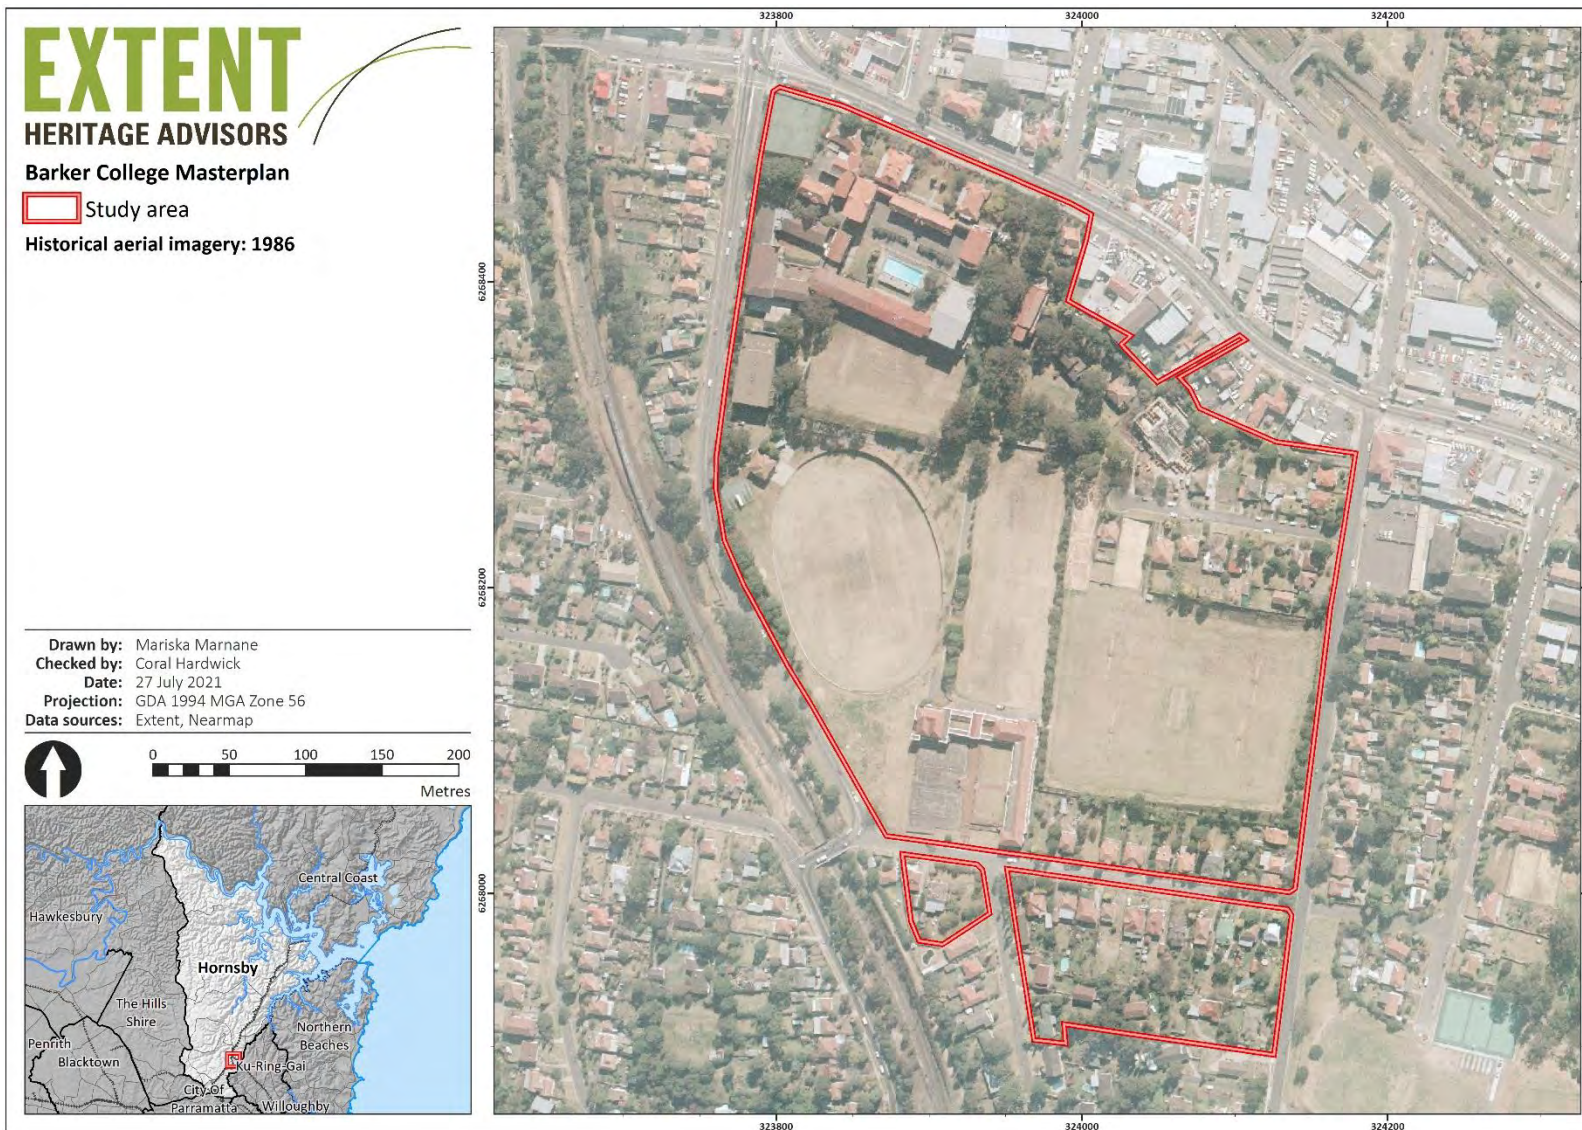 EXTENT
HERITAGE ADVISORS
Barker College Masterplan
Study area
Historical aerial imagery: 1986
Drawn by: Mariska Marnane
Checked by: Coral Hardwick
Date: 27 July 2021
Projection: GDA 1994 MGA Zone 56
Data sources: Extent, Nearmap
0 50 100 150 200
Metres
Central Coast
Hawkesbury
Hornsby
The Hills
Shire
Northern
Beaches
Penrith
Blacktown
Ku-Ring-Gai
City Of
Parramatta
Willoughby
323800 324000 324200
6268400
6268200
6268000
323800 324000 324200